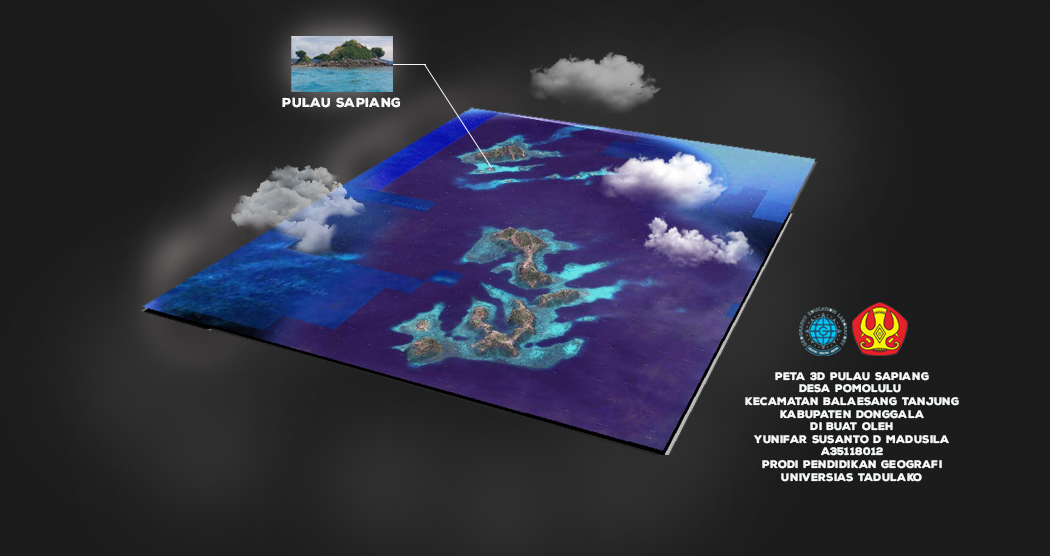 PULAU SAPIANG
PETA 3D PULAU SAPIANG
DESA POMOLULU
KECAMATAN BALAESANG TANJUNG
KABUPATEN DONGGALA
DI BUAT OLEH
YUNIFAR SUSANTO D MADUSILA
A35118012
PRODI PENDIDIKAN GEOGRAFI
UNIVERSIAS TADULAKO